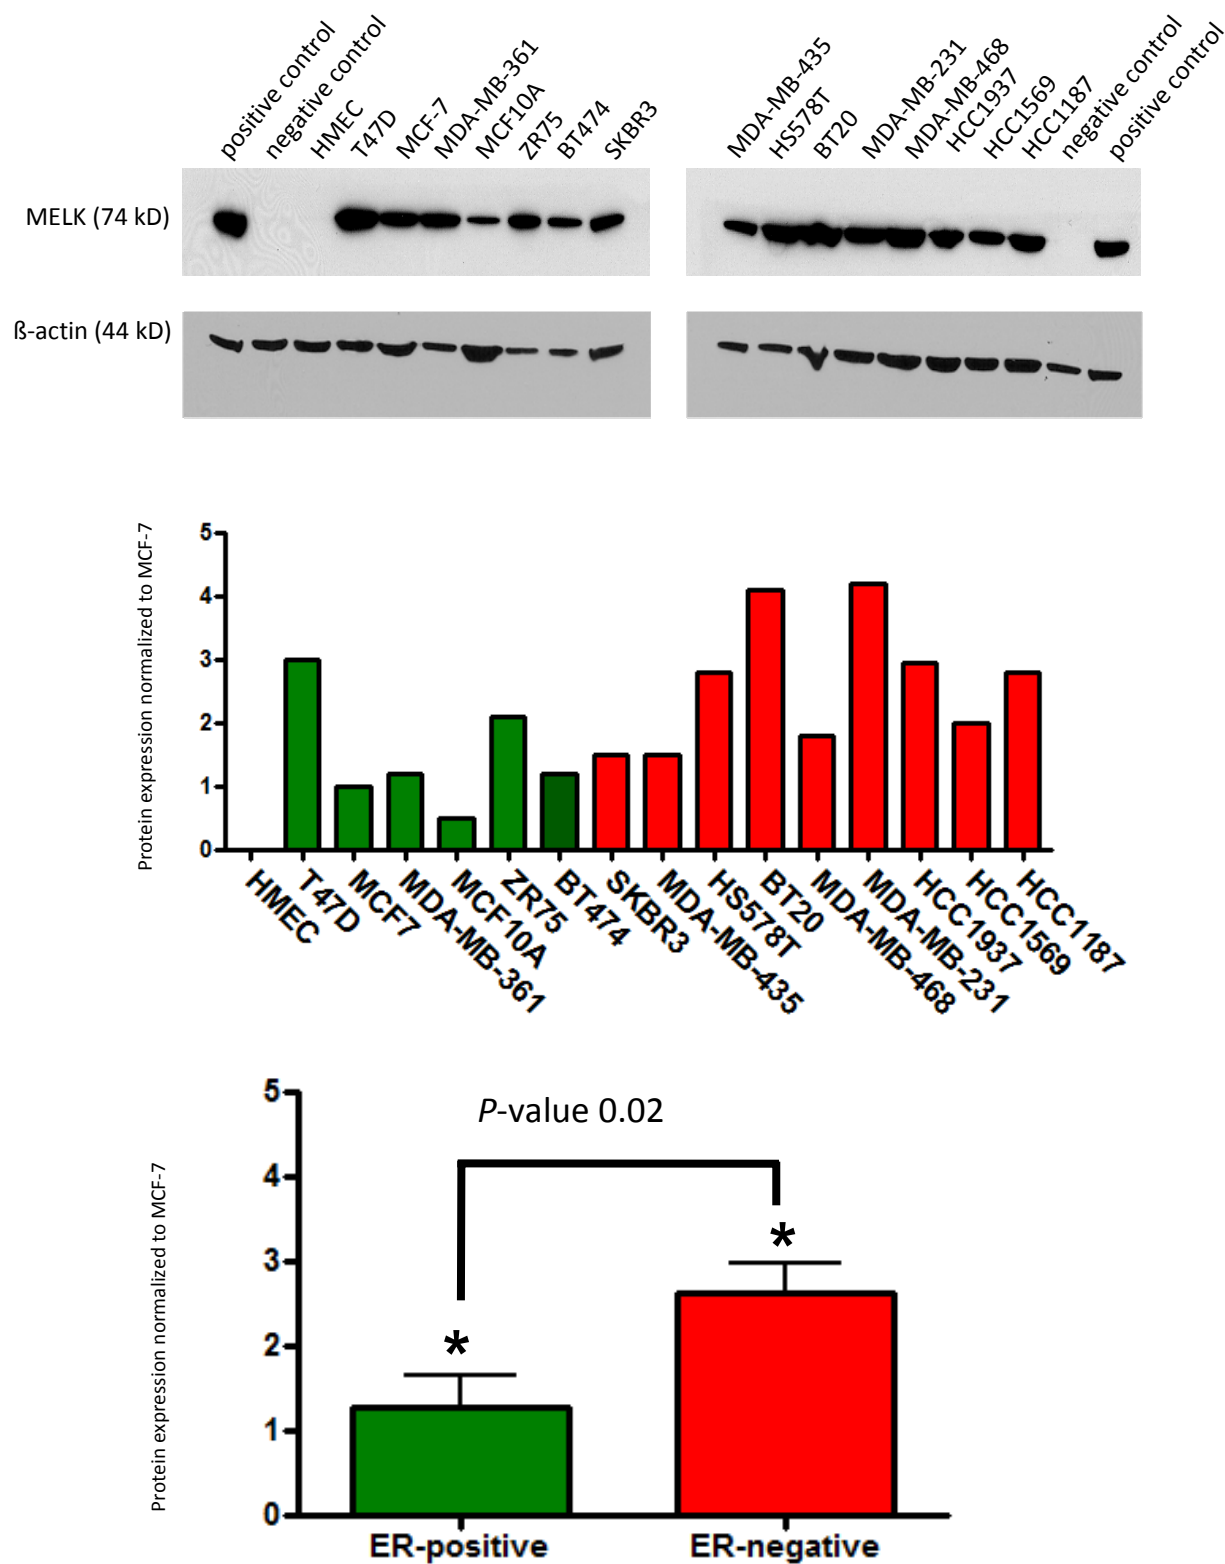 positive control
negative control
HMEC
T47D
MCF-7
MDA-MB-361
MCF10A
ZR75
BT474
SKBR3
MDA-MB-435
HS578T
BT20
MDA-MB-231
MDA-MB-468
HCC1937
HCC1569
HCC1187
negative control
positive control
MELK (74 kD)
ß-actin (44 kD)
Protein expression normalized to MCF-7
5
4
3
2
1
0
HMEC
T47D
MCF7
MDA-MB-361
MCF10A
ZR75
BT474
SKBR3
MDA-MB-435
HS578T
BT20
MDA-MB-468
MDA-MB-231
HCC1937
HCC1569
HCC1187
Protein expression normalized to MCF-7
5
4
3
2
1
0
P-value 0.02
*
*
ER-positive
ER-negative